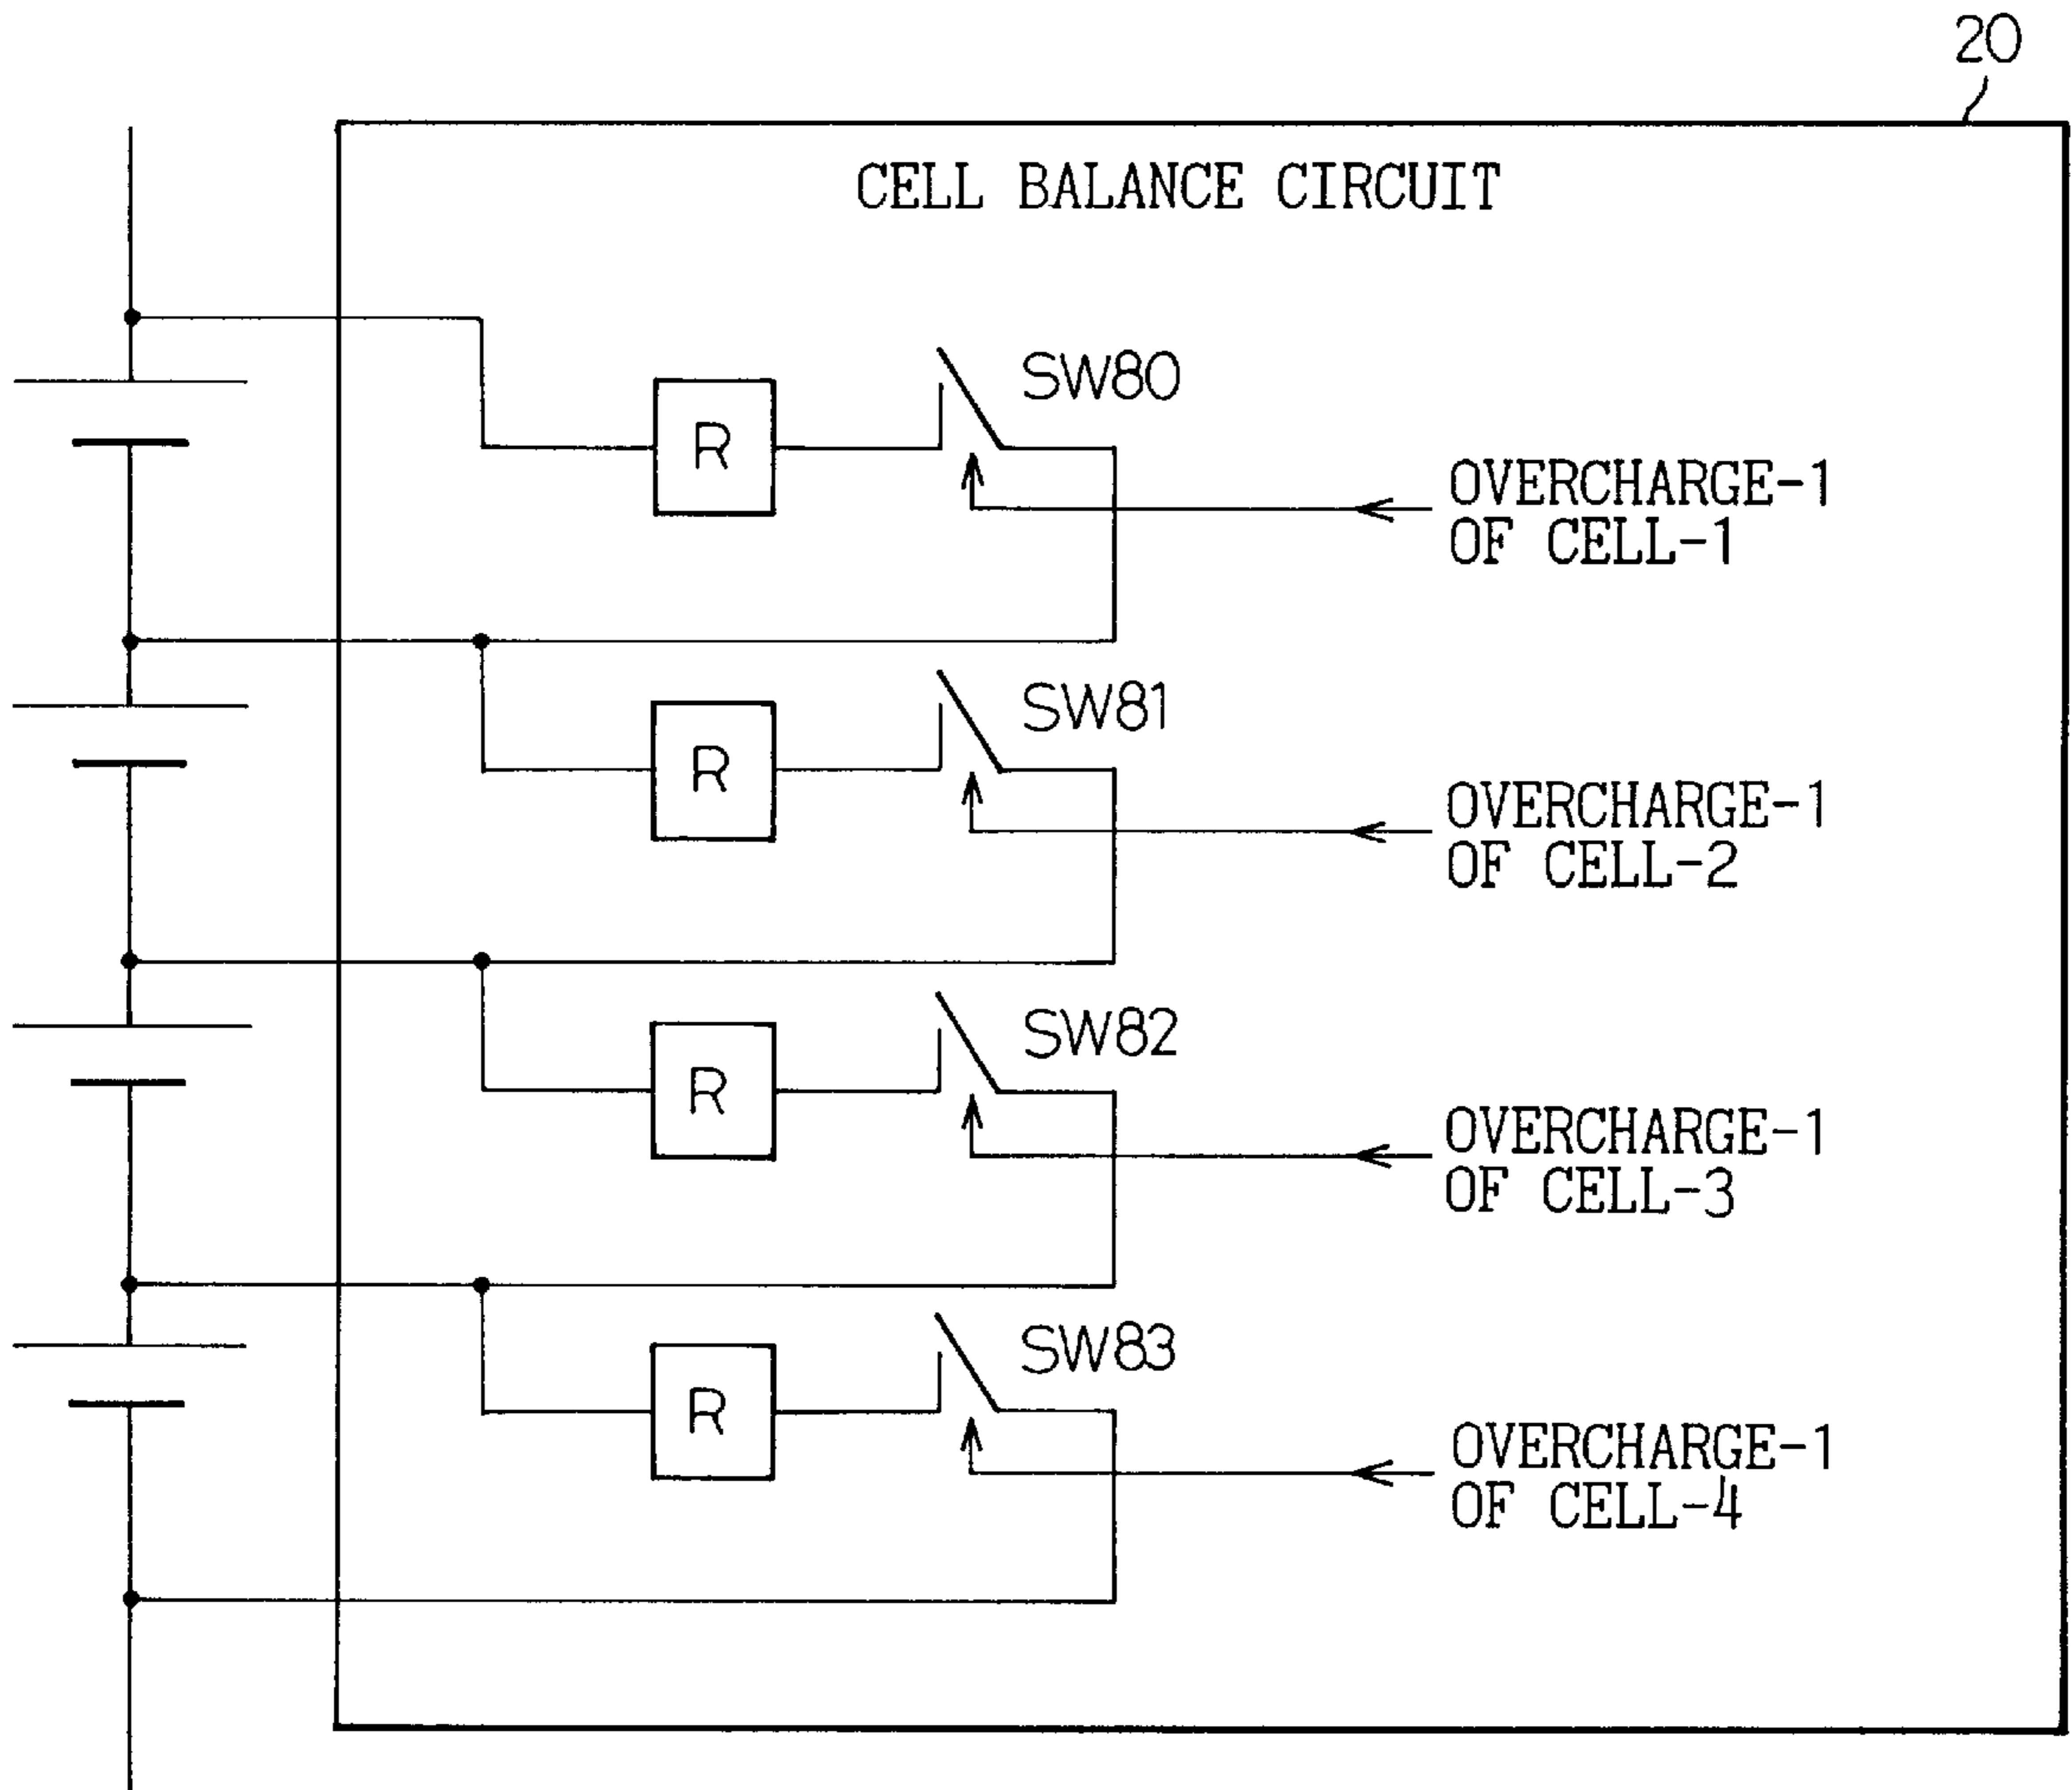 20
CELL BALANCE CIRCUIT
R
SW80
OVERCHARGE-1
OF CELL-1
R
SW81
OVERCHARGE-1
OF CELL-2
R
SW82
OVERCHARGE-1
OF CELL-3
R
SW83
OVERCHARGE-1
OF CELL-4